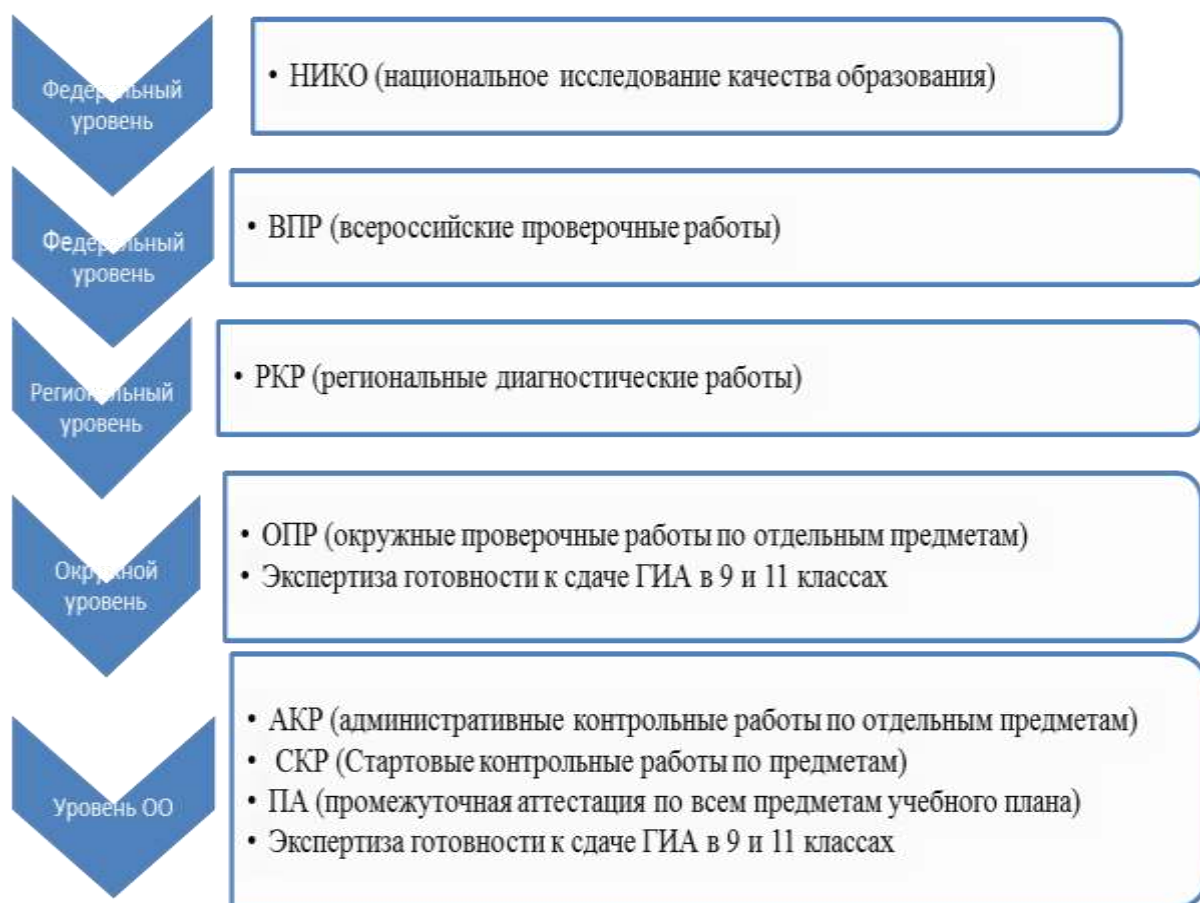 Федеральный
уровень
• НИКО (национальное исследование качества образования)
Федеральный
уровень
• ВПР (всероссийские проверочные работы)
Региональный
уровень
• РКР (региональные диагностические работы)
Окружной
уровень
• ОПР (окружные проверочные работы по отдельным предметам)
• Экспертиза готовности к сдаче ГИА в 9 и 11 классах
Уровень ОО
• АКР (административные контрольные работы по отдельным предметам)
• СКР (Стартовые контрольные работы по предметам)
• ПА (промежуточная аттестация по всем предметам учебного плана)
• Экспертиза готовности к сдаче ГИА в 9 и 11 классах